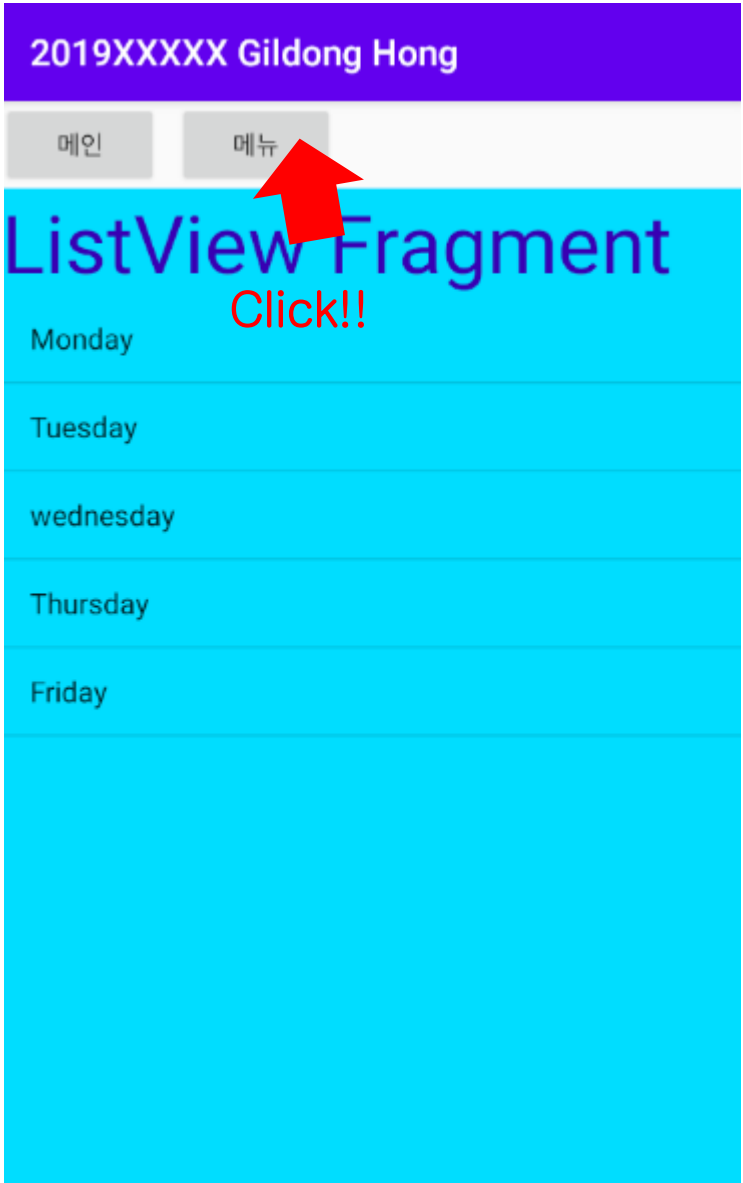 2019XXXXX Gildong Hong
메인 메뉴
ListView Fragment
Click!!
Monday
Tuesday
wednesday
Thursday
Friday